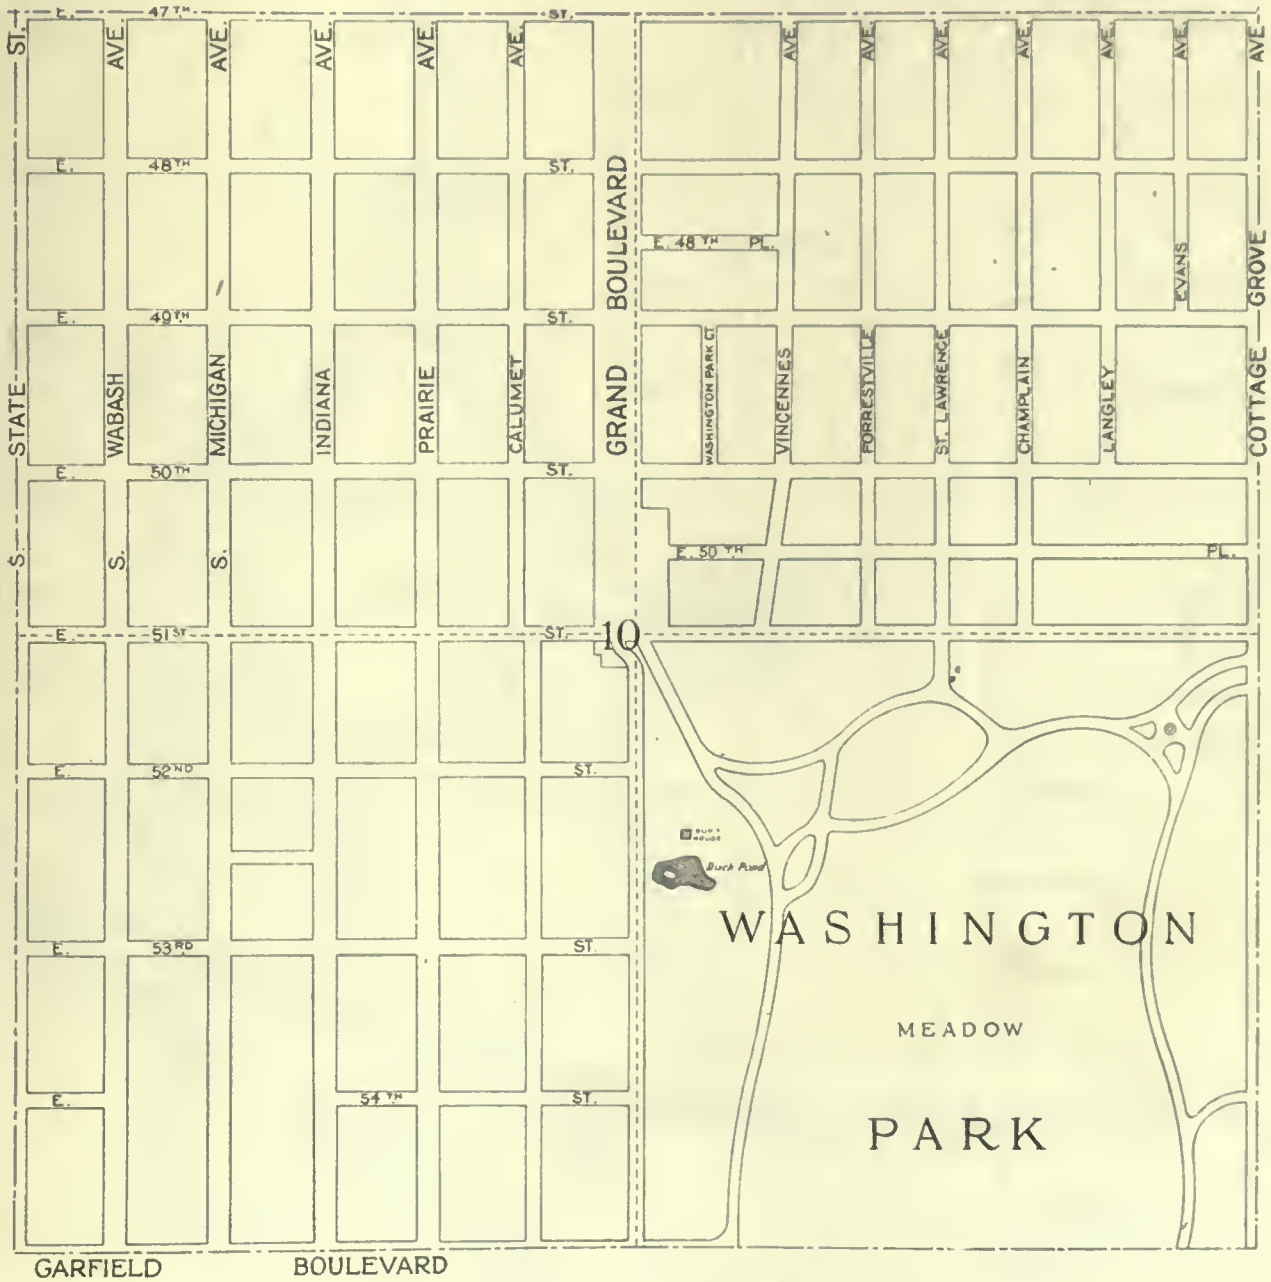 E. 47TH ST.
S. STATE ST.
S. WABASH AVE.
S. MICHIGAN AVE.
INDIANA AVE.
PRAIRIE AVE.
CALUMET AVE.
GRAND BOULEVARD
WASHINGTON PARK CT.
VINCENNES AVE.
FORRESTVILLE AVE.
ST. LAWRENCE AVE.
CHAMPLAIN AVE.
LANGLEY AVE.
EVANS AVE.
COTTAGE GROVE AVE.
E. 48TH ST.
E. 48TH PL.
E. 49TH ST.
E. 50TH ST.
E. 50TH PL.
E. 51ST ST.
10
E. 52ND ST.
Duck Pond
WASHINGTON
E. 53RD ST.
MEADOW
E. 54TH ST.
PARK
GARFIELD BOULEVARD